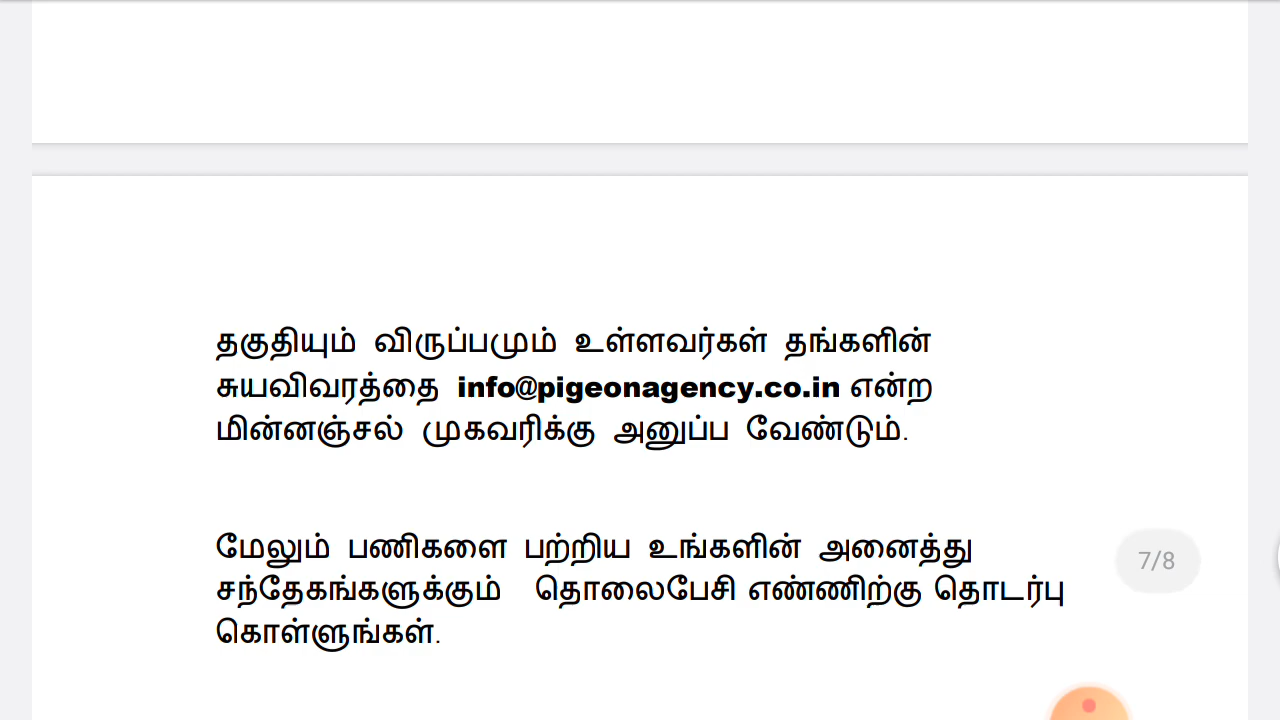 தகுதியும் விருப்பமும் உள்ளவர்கள் தங்களின்
சுயவிவரத்தை info@pigeonagency.co.in என்ற
மின்னஞ்சல் முகவரிக்கு அனுப்ப வேண்டும்.
மேலும் பணிகளை பற்றிய உங்களின் அனைத்து
சந்தேகங்களுக்கும் தொலைபேசி எண்ணிற்கு தொடர்பு
கொள்ளுங்கள்.
7/8